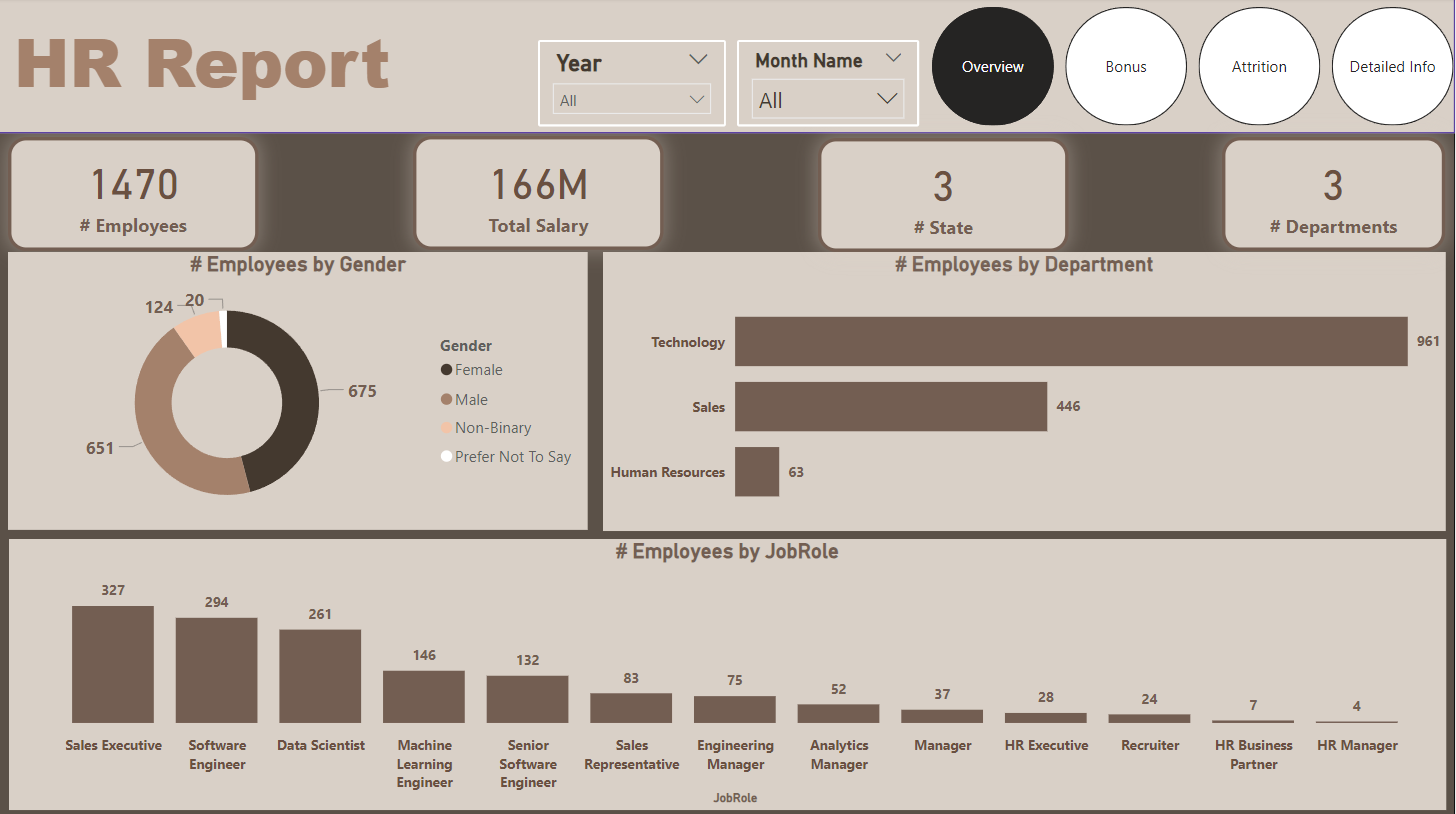 HR Report
Year
All
Month Name
All
Overview
Bonus
Attrition
Detailed Info
1470
# Employees
166M
Total Salary
3
# State
3
# Departments
# Employees by Gender
124
20
675
651
Gender
Female
Male
Non-Binary
Prefer Not To Say
# Employees by Department
Technology
961
Sales
446
Human Resources
63
# Employees by JobRole
327
294
261
146
132
83
75
52
37
28
24
7
4
Sales Executive
Software
Engineer
Data Scientist
Machine
Learning
Engineer
Senior
Software
Engineer
Sales
Representative
Engineering
Manager
Analytics
Manager
Manager
HR Executive
Recruiter
HR Business
Partner
HR Manager
JobRole